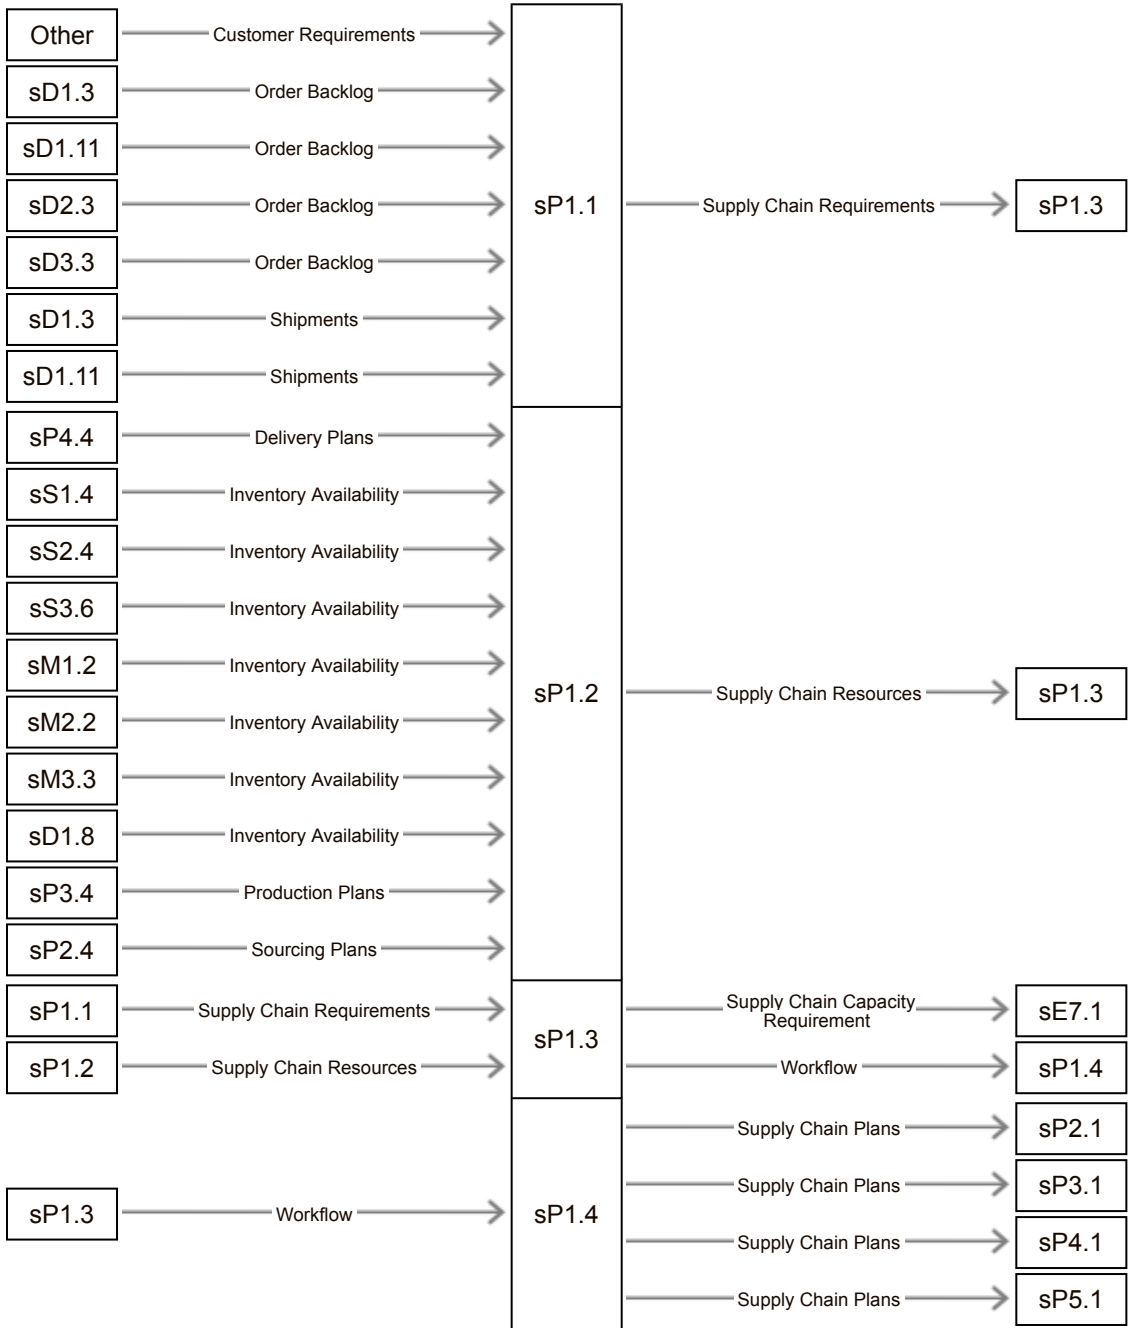 Other Customer Requirements
sD1.3 Order Backlog
sD1.11 Order Backlog
sD2.3 Order Backlog sP1.1 Supply Chain Requirements sP1.3
sD3.3 Order Backlog
sD1.3 Shipments
sD1.11 Shipments
sP4.4 Delivery Plans
sS1.4 Inventory Availability
sS2.4 Inventory Availability
sS3.6 Inventory Availability
sM1.2 Inventory Availability sP1.2 Supply Chain Resources sP1.3
sM2.2 Inventory Availability
sM3.3 Inventory Availability
sD1.8 Inventory Availability
sP3.4 Production Plans
sP2.4 Sourcing Plans
sP1.1 Supply Chain Requirements Supply Chain Capacity
Requirement sE7.1
sP1.3
sP1.2 Supply Chain Resources Workflow sP1.4
Supply Chain Plans sP2.1
Supply Chain Plans sP3.1
sP1.3 Workflow sP1.4
Supply Chain Plans sP4.1
Supply Chain Plans sP5.1